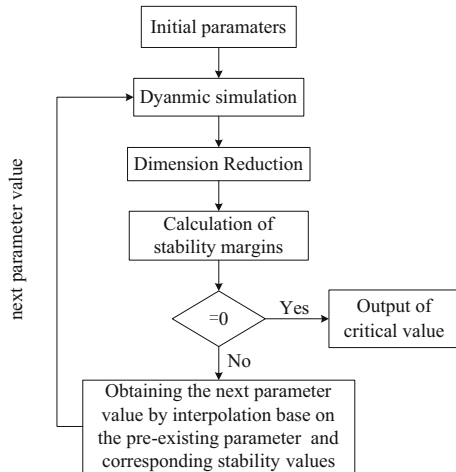 Initial paramaters
Dyanmic simulation
Dimension Reduction
Calculation of
stability margins
=0
Yes
Output of
critical value
No
Obtaining the next parameter
value by interpolation base on
the pre-existing parameter and
corresponding stability values
next parameter value